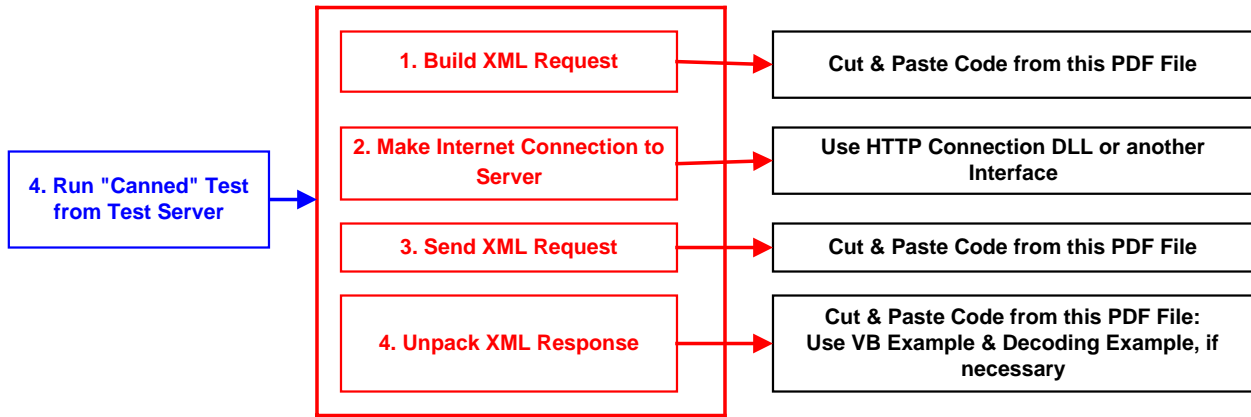 1. Build XML Request
Cut & Paste Code from this PDF File
4. Run "Canned" Test
from Test Server
2. Make Internet Connection to
Server
Use HTTP Connection DLL or another
Interface
3. Send XML Request
Cut & Paste Code from this PDF File
4. Unpack XML Response
Cut & Paste Code from this PDF File:
Use VB Example & Decoding Example, if
necessary